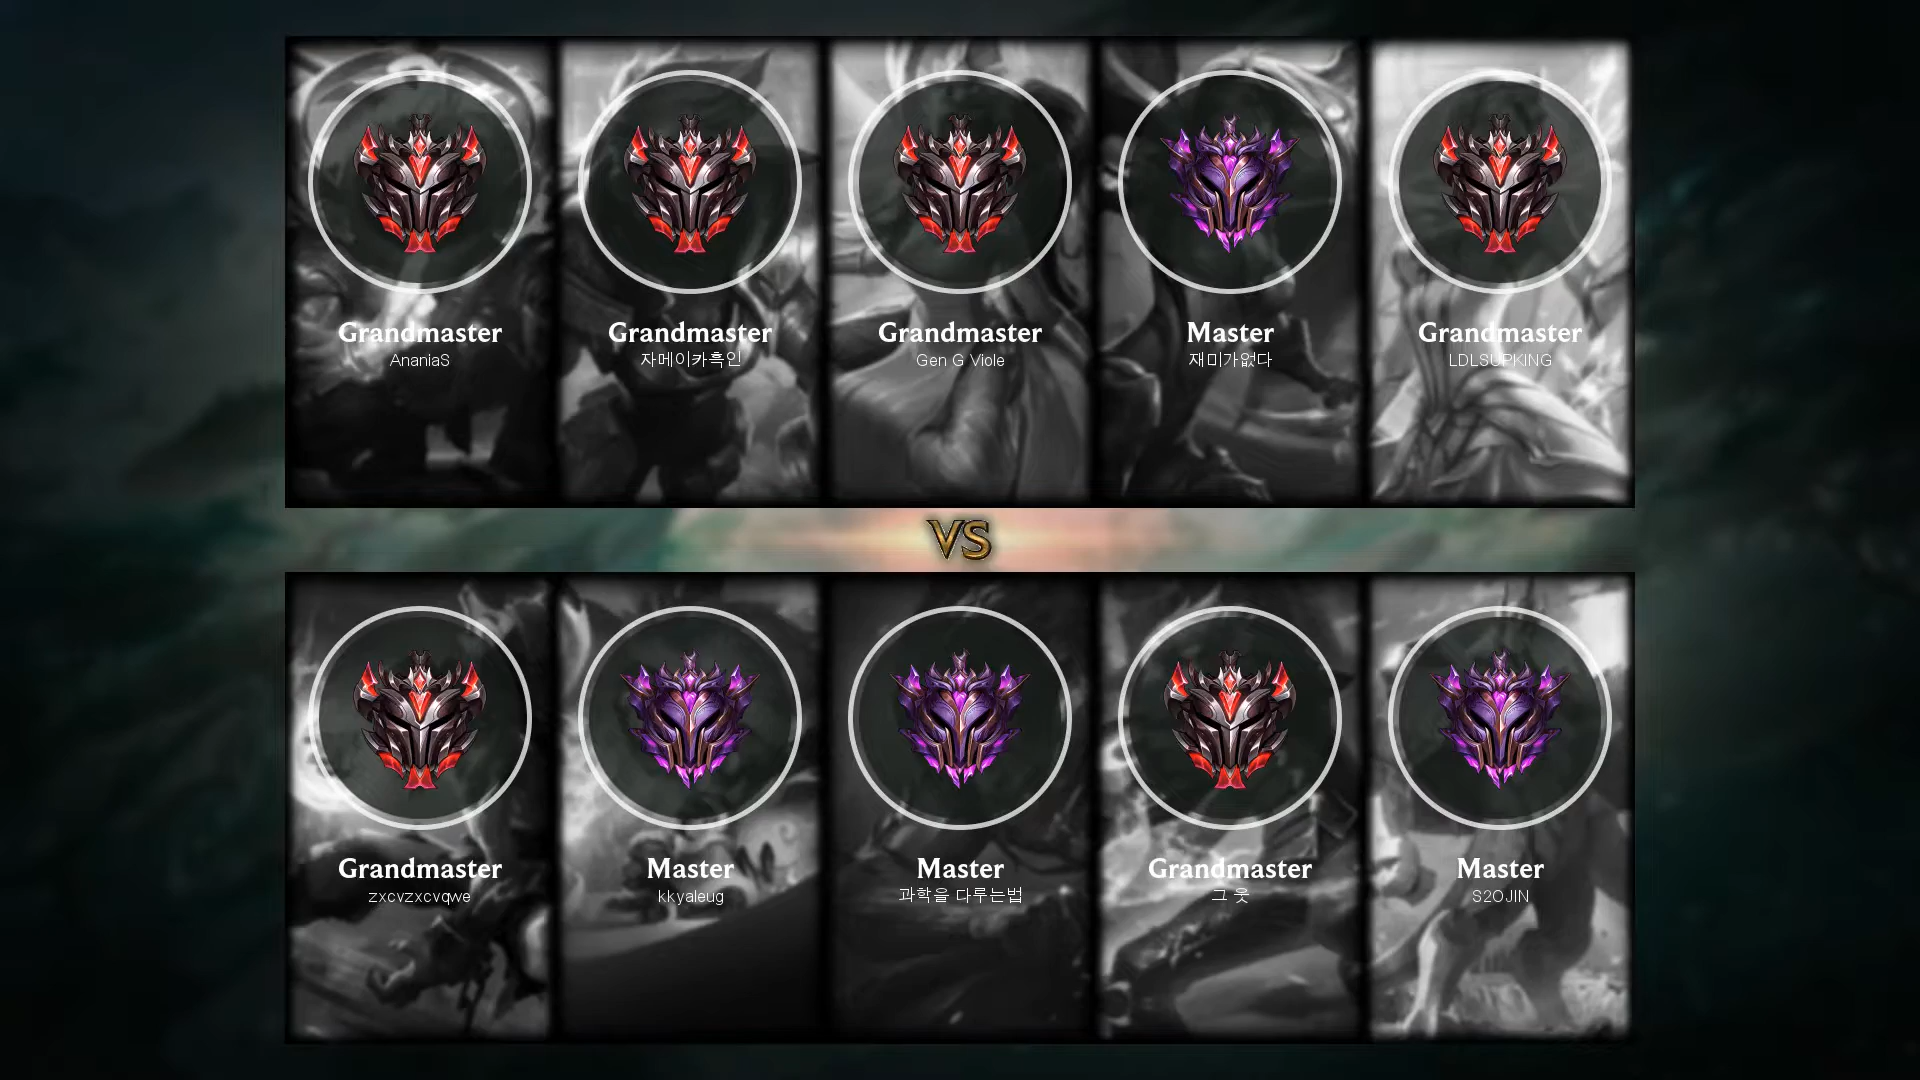 Grandmaster
AnaniaS
Grandmaster
자메이카흑인
Grandmaster
Gen G Viole
Master
재미가없다
Grandmaster
LDLSUPKING
VS
Grandmaster
zxcvzxcvqwe
Master
kkyaleug
Master
과학을 다루는법
Grandmaster
그 웃
Master
S2OJIN